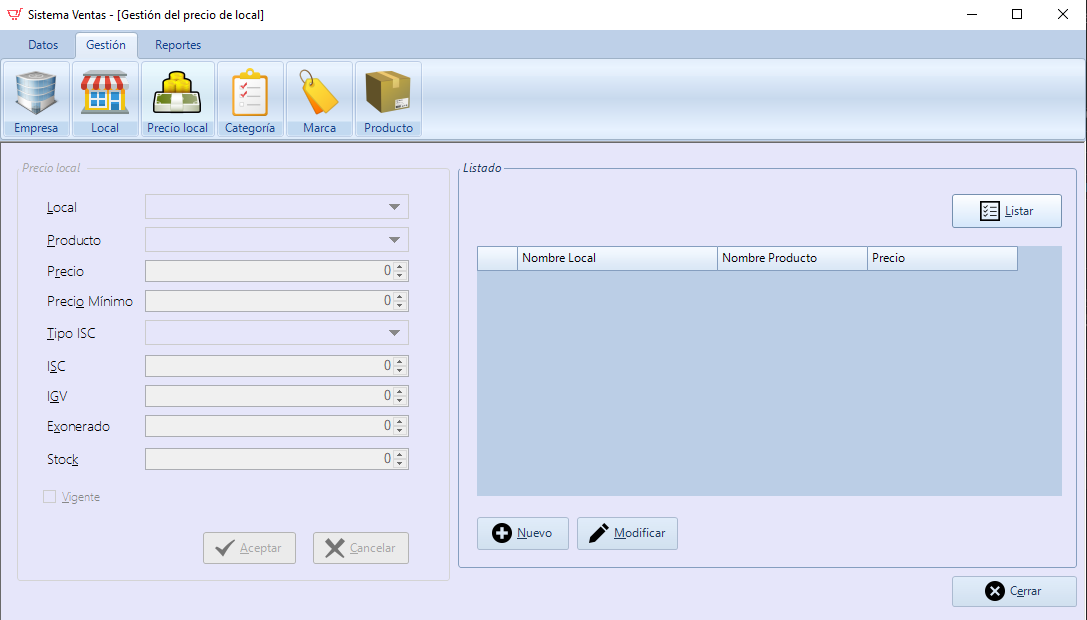 Sistema Ventas - [Gestión del precio de local]
Datos Gestión Reportes
Empresa Local Precio local Categoría Marca Producto
Precio local
Local
Producto
Precio 0
Precio Mínimo 0
Tipo ISC
ISC 0
IGV 0
Exonerado 0
Stock 0
Vigente
Aceptar Cancelar
Listado
Listar
Nombre Local Nombre Producto Precio
Nuevo Modificar
Cerrar